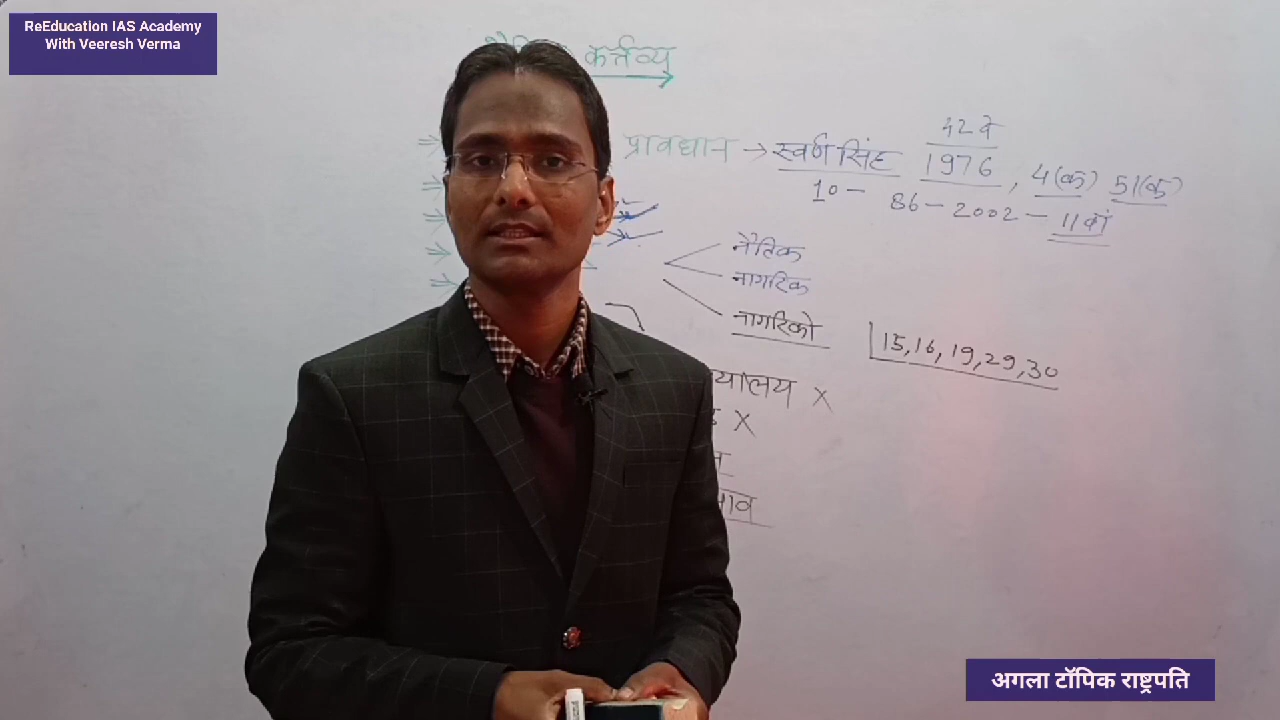 ReEducation IAS Academy
With Veeresh Verma
कर्त्तव्य
प्रावधान → स्वर्ण सिंह 42वे 1976, 4(क) 51(क)
10 - 86 - 2002 - 11वां
नैतिक
नागरिक
नागरिको
15, 16, 19, 29, 30
यालय X
X
अगला टॉपिक राष्ट्रपति